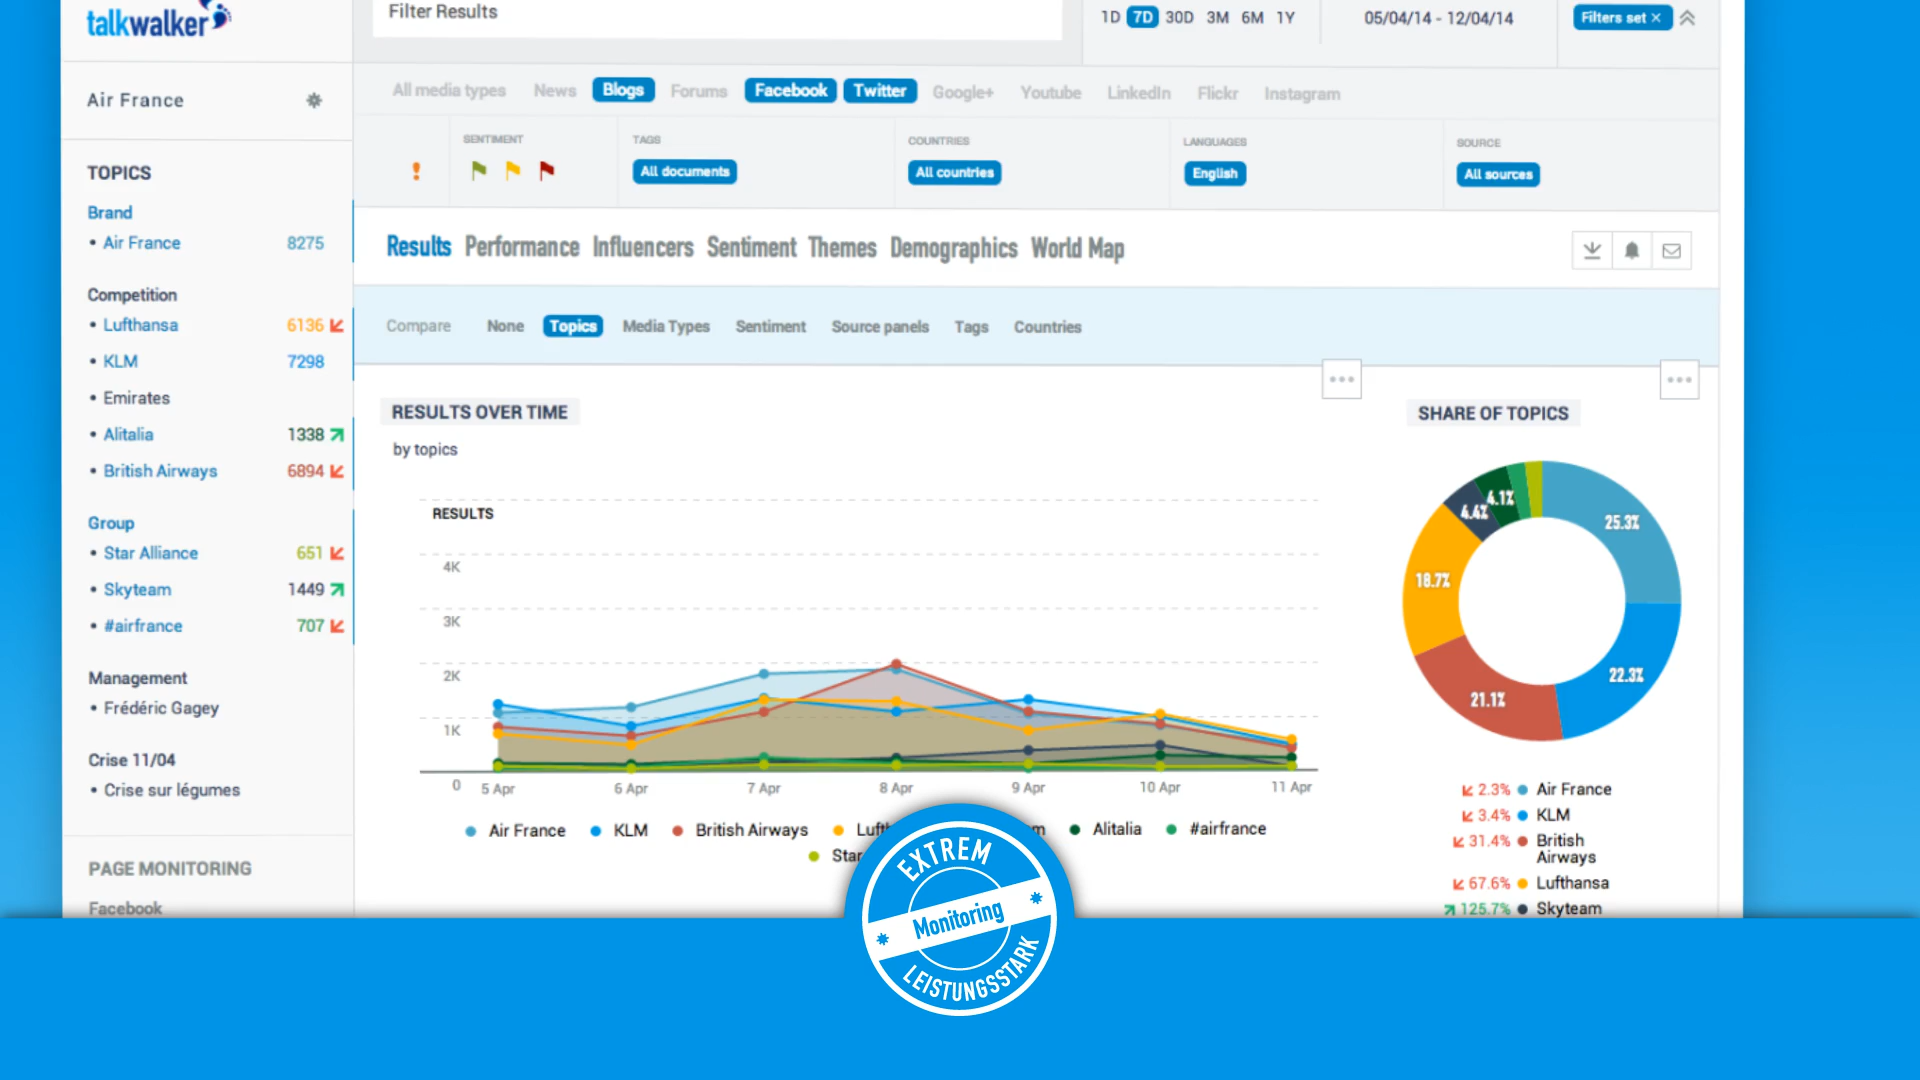 talkwalker
Filter Results
1D 7D 30D 3M 6M 1Y
05/04/14 - 12/04/14
Filters set ×
Air France
All media types News Blogs Forums Facebook Twitter Google+ Youtube LinkedIn Flickr Instagram
SENTIMENT
TAGS
All documents
COUNTRIES
All countries
LANGUAGES
English
SOURCE
All sources
TOPICS
Brand
• Air France 8275
Competition
• Lufthansa 6136
• KLM 7298
• Emirates
• Alitalia 1338
• British Airways 6894
Group
• Star Alliance 651
• Skyteam 1449
• #airfrance 707
Management
• Frédéric Gagey
Crise 11/04
• Crise sur légumes
PAGE MONITORING
Facebook
Results Performance Influencers Sentiment Themes Demographics World Map
Compare None Topics Media Types Sentiment Source panels Tags Countries
RESULTS OVER TIME
by topics
RESULTS
4K
3K
2K
1K
0
5 Apr 6 Apr 7 Apr 8 Apr 9 Apr 10 Apr 11 Apr
Air France KLM British Airways Luft m Alitalia #airfrance
Star
SHARE OF TOPICS
25.3%
22.3%
21.1%
18.7%
4.4%
4.1%
2.3% Air France
3.4% KLM
31.4% British
Airways
67.6% Lufthansa
125.7% Skyteam
EXTREM
Monitoring
LEISTUNGSSTARK